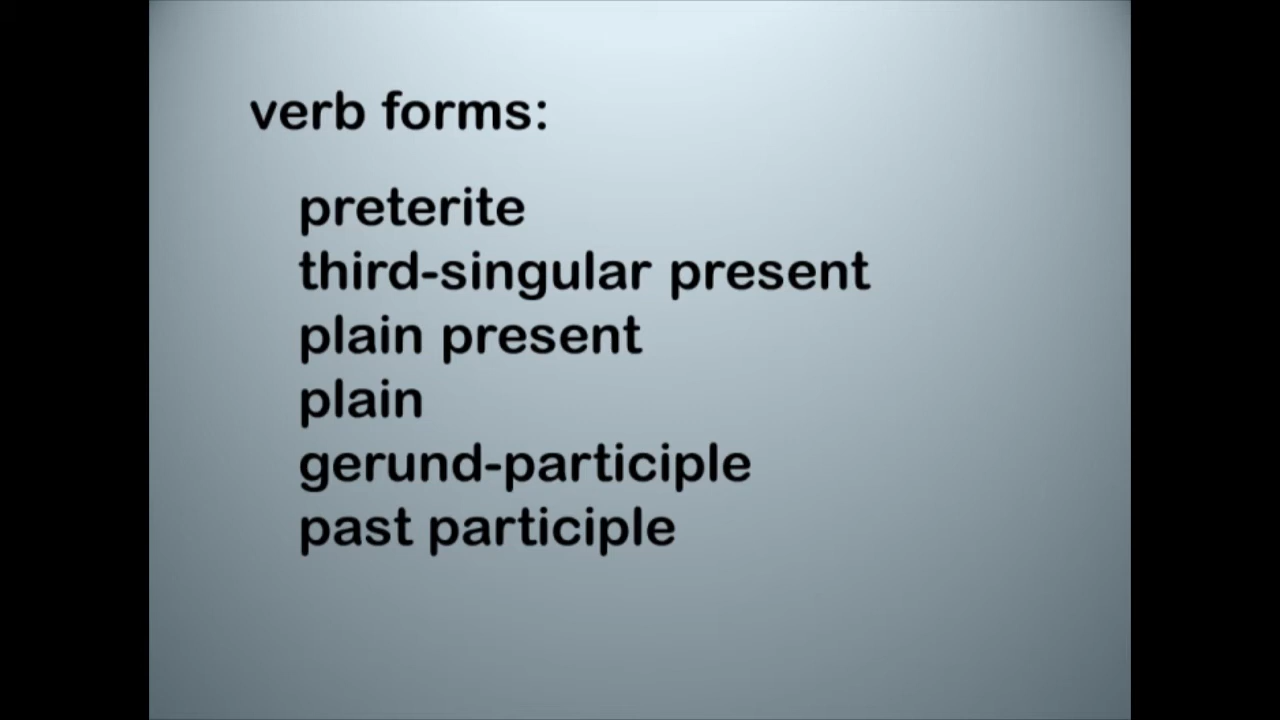 verb forms:
preterite
third-singular present
plain present
plain
gerund-participle
past participle